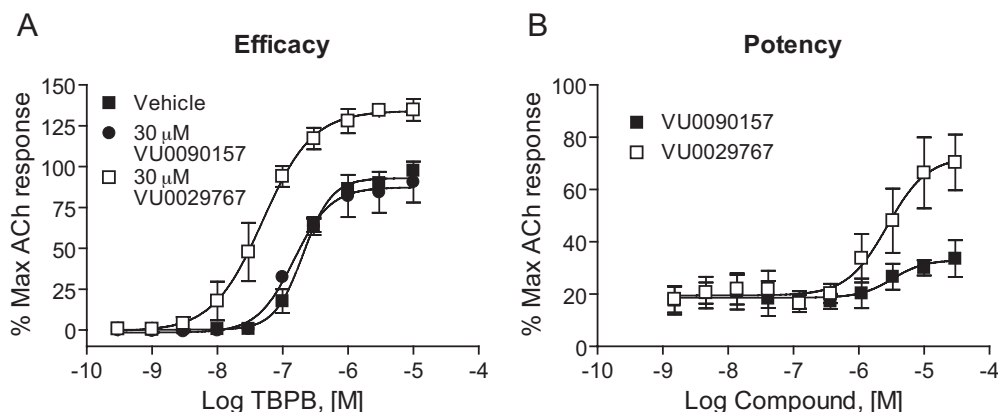 A
Efficacy
% Max ACh response
150
125
100
75
50
25
0
Vehicle
30 µM
VU0090157
30 µM
VU0029767
-10
-9
-8
-7
-6
-5
-4
Log TBPB, [M]
B
Potency
% Max ACh response
100
80
60
40
20
0
VU0090157
VU0029767
-10
-9
-8
-7
-6
-5
-4
Log Compound, [M]